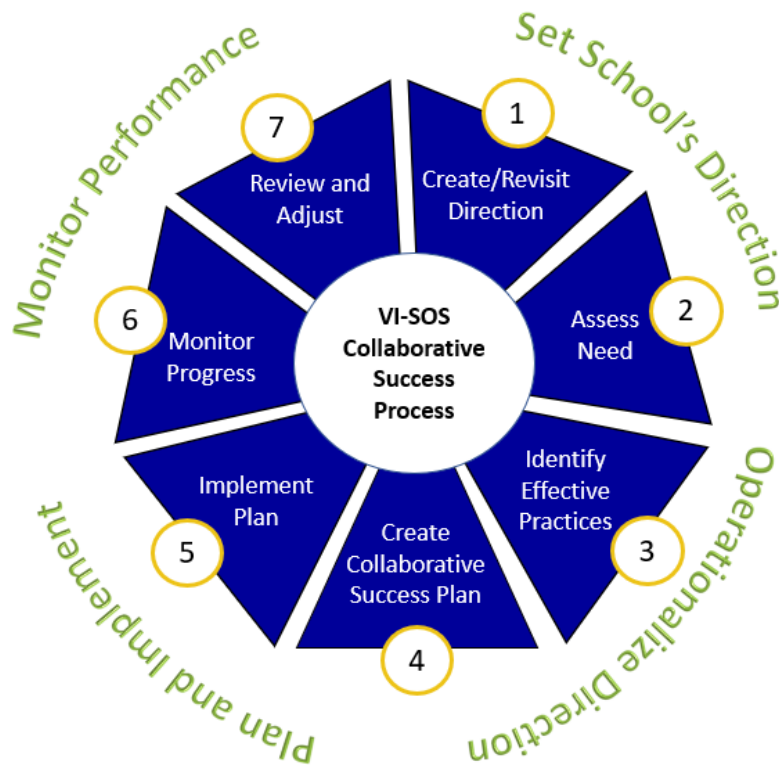 Set School's Direction
Operationalize Direction
Plan and Implement
Monitor Performance
VI-SOS
Collaborative
Success
Process
1
Create/Revisit
Direction
2
Assess
Need
3
Identify
Effective
Practices
4
Create
Collaborative
Success Plan
5
Implement
Plan
6
Monitor
Progress
7
Review and
Adjust